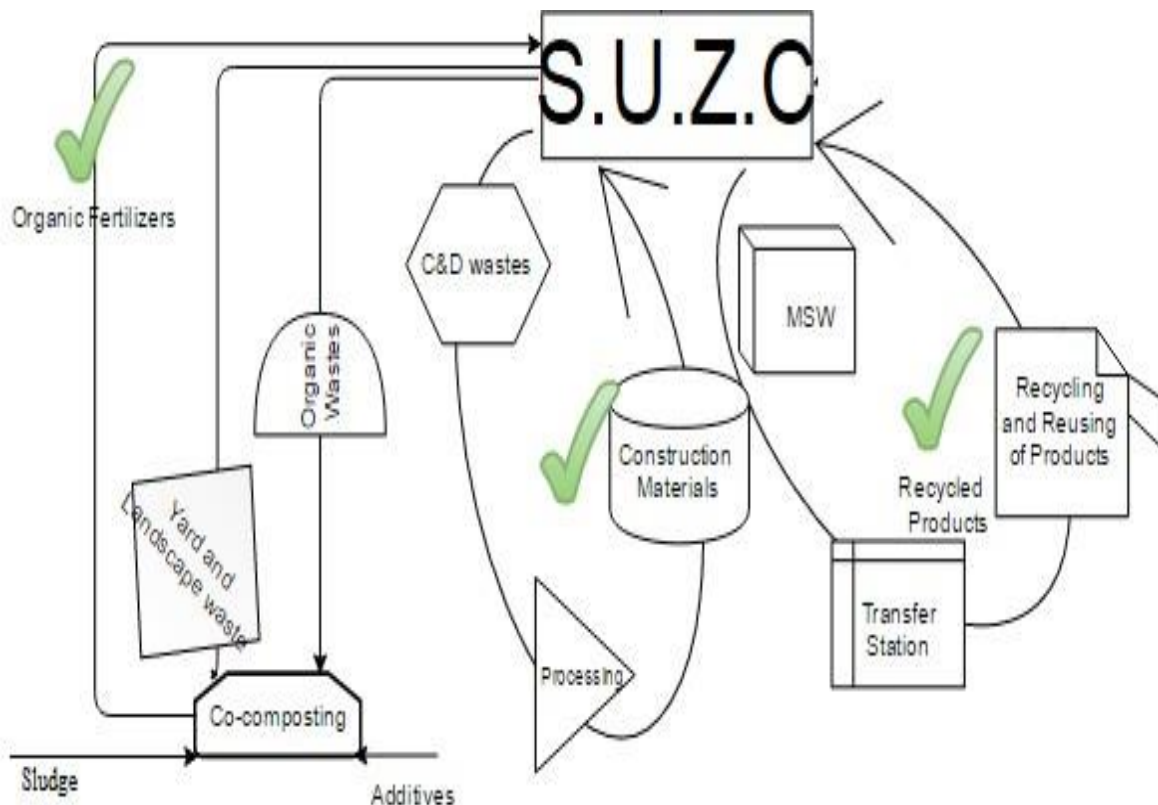 S.U.Z.C
Organic Fertilizers
C&D wastes
MSW
Organic
Wastes
Recycling
and Reusing
of Products
Construction
Materials
Recycled
Products
Yard and
Landscape waste
Transfer
Station
Processing
Co-composting
Sludge
Additives